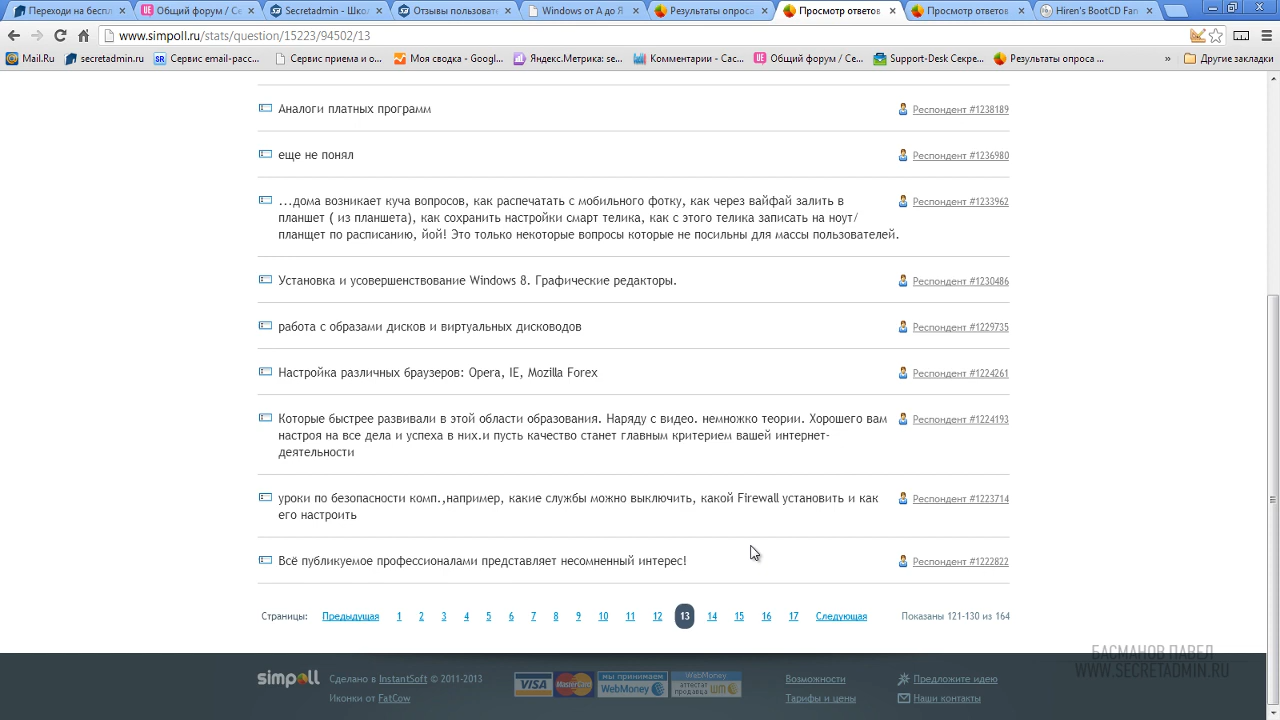 Переход на беспл
Общий форум / Се
Secretadmin - Шко
Отзывы пользовате
Windows от А до Я
Результаты опроса
Просмотр ответов
Просмотр ответов
Hiren's BootCD Fan
www.simpoll.ru/stats/question/15223/94502/13
Mail.Ru
secretadmin.ru
Сервис email-расс...
Сервис приема и о...
Моя сводка - Googl...
Яндекс.Метрика: se...
Комментарии - Сас...
Общий форум / Се...
Support-Desk Секре...
Результаты опроса ...
»
Другие закладки
Аналоги платных программ
Респондент #1238189
еще не понял
Респондент #1236980
...дома возникает куча вопросов, как распечатать с мобильного фотку, как через вайфай залить в
Респондент #1233962
планшет ( из планшета), как сохранить настройки смарт телика, как с этого телика записать на ноут/
планщет по расписанию, йой! Это только некоторые вопросы которые не посильны для массы пользователей.
Установка и усовершенствование Windows 8. Графические редакторы.
Респондент #1230486
работа с образами дисков и виртуальных дисководов
Респондент #1229735
Настройка различных браузеров: Opera, IE, Mozilla Forex
Респондент #1224261
Которые быстрее развивали в этой области образования. Наряду с видео. немножко теории. Хорошего вам
Респондент #1224193
настроя на все дела и успеха в них.и пусть качество станет главным критерием вашей интернет-
деятельности
уроки по безопасности комп.,например, какие службы можно выключить, какой Firewall установить и как
Респондент #1223714
его настроить
Всё публикуемое профессионалами представляет несомненный интерес!
Респондент #1222822
Страницы: Предыдущая 1 2 3 4 5 6 7 8 9 10 11 12 13 14 15 16 17 Следующая
Показаны 121-130 из 164
simpoll
Сделано в InstantSoft © 2011-2013
Иконки от FatCow
VISA
MasterCard
мы принимаем
WebMoney
WebMoney
аттестат
продавца
wm
Возможности
Тарифы и цены
Предложите идею
Наши контакты
БАСМАНОВ ПАВЕЛ
WWW.SECRETADMIN.RU